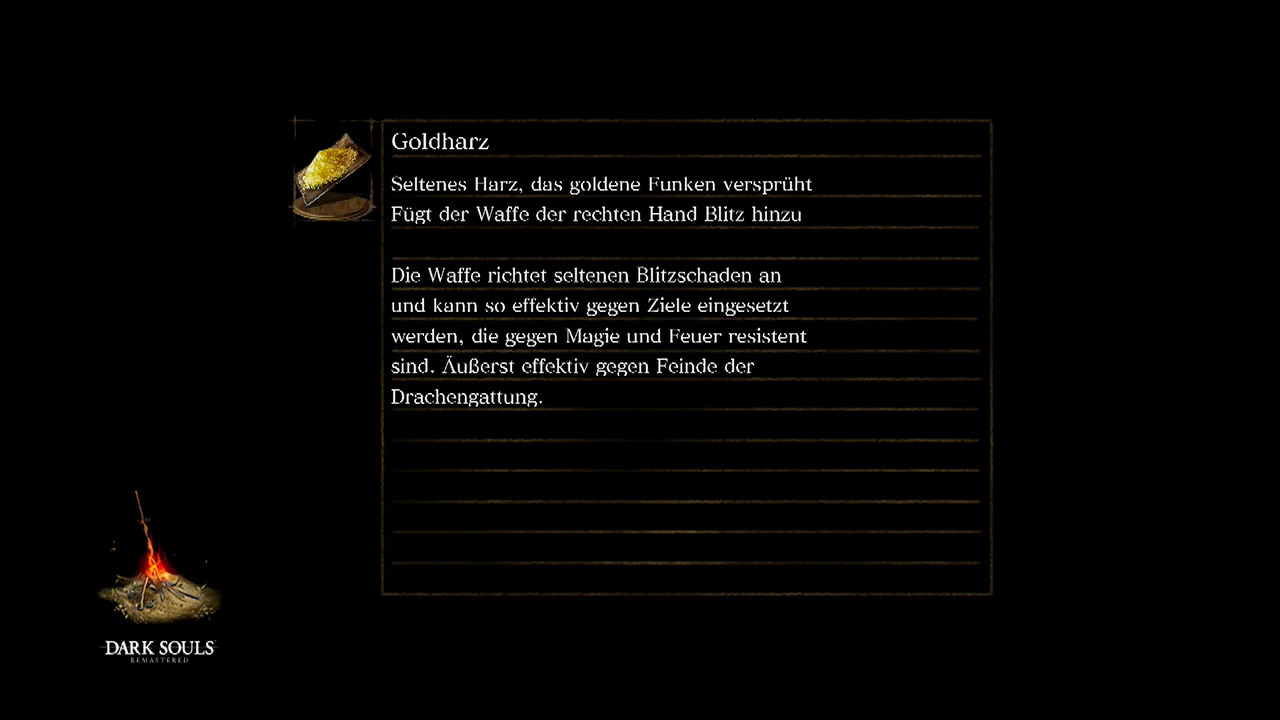 Goldharz
Seltenes Harz, das goldene Funken versprüht
Fügt der Waffe der rechten Hand Blitz hinzu
Die Waffe richtet seltenen Blitzschaden an
und kann so effektiv gegen Ziele eingesetzt
werden, die gegen Magie und Feuer resistent
sind. Äußerst effektiv gegen Feinde der
Drachengattung.
DARK SOULS
REMASTERED